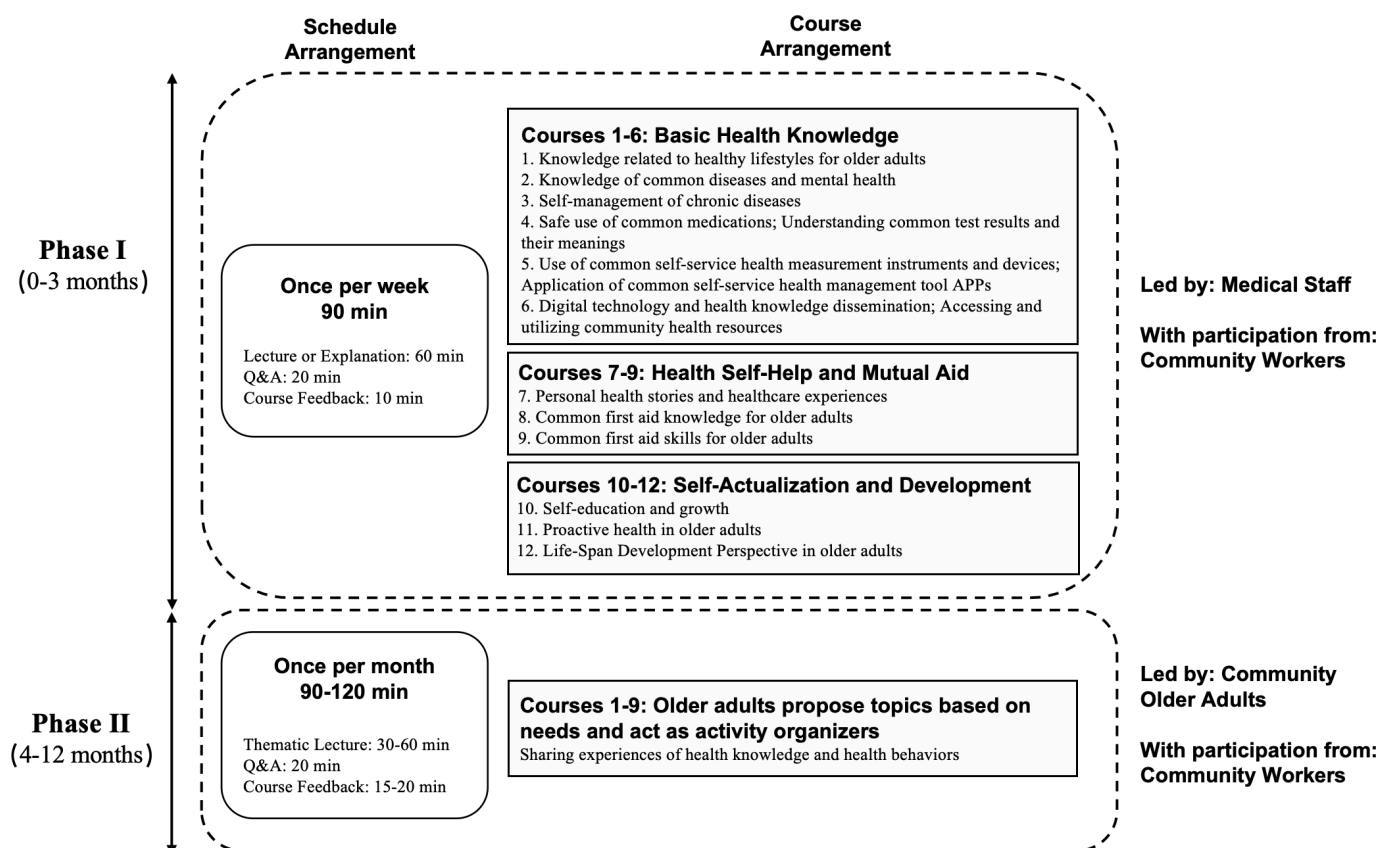 Schedule
Arrangement
Course
Arrangement
Phase I
(0-3 months)
Once per week
90 min
Lecture or Explanation: 60 min
Q&A: 20 min
Course Feedback: 10 min
Courses 1-6: Basic Health Knowledge
1. Knowledge related to healthy lifestyles for older adults
2. Knowledge of common diseases and mental health
3. Self-management of chronic diseases
4. Safe use of common medications; Understanding common test results and
their meanings
5. Use of common self-service health measurement instruments and devices;
Application of common self-service health management tool APPs
6. Digital technology and health knowledge dissemination; Accessing and
utilizing community health resources
Courses 7-9: Health Self-Help and Mutual Aid
7. Personal health stories and healthcare experiences
8. Common first aid knowledge for older adults
9. Common first aid skills for older adults
Courses 10-12: Self-Actualization and Development
10. Self-education and growth
11. Proactive health in older adults
12. Life-Span Development Perspective in older adults
Led by: Medical Staff
With participation from:
Community Workers
Phase II
(4-12 months)
Once per month
90-120 min
Thematic Lecture: 30-60 min
Q&A: 20 min
Course Feedback: 15-20 min
Courses 1-9: Older adults propose topics based on
needs and act as activity organizers
Sharing experiences of health knowledge and health behaviors
Led by: Community
Older Adults
With participation from:
Community Workers